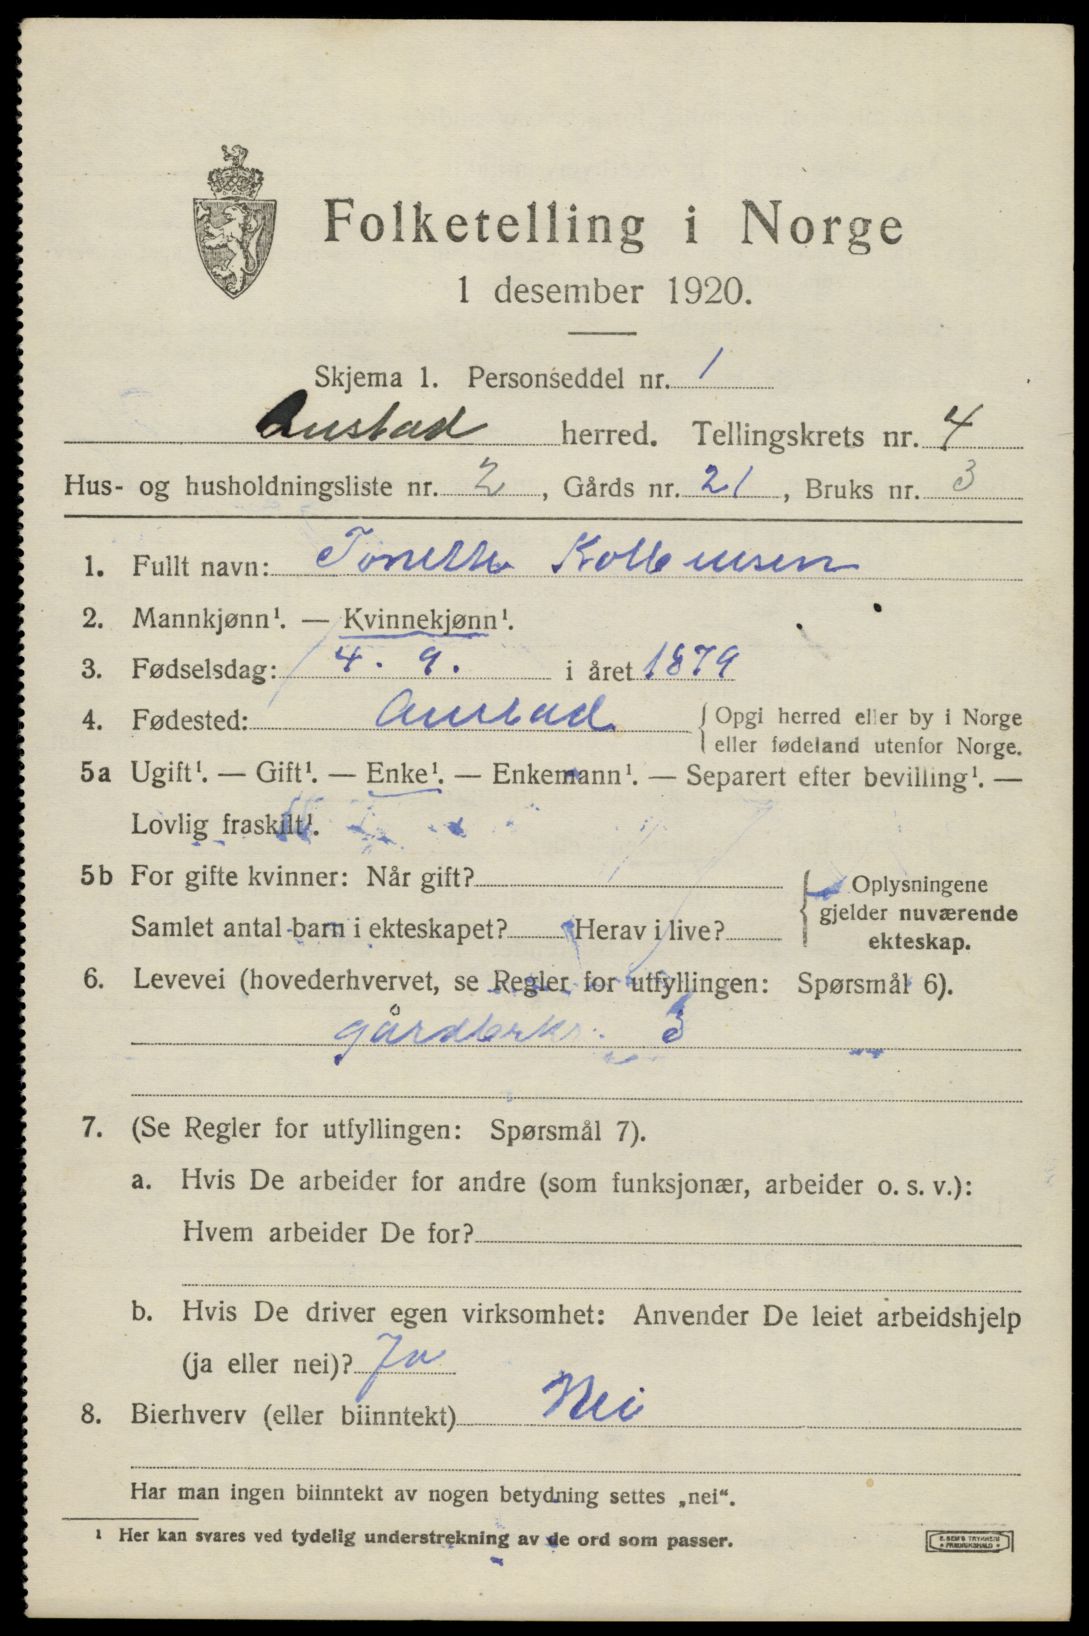 Folketelling i Norge
1 desember 1920.
Skjema 1. Personseddel nr. 1
Austad herred. Tellingskrets nr. 4
Hus- og husholdningsliste nr. 2, Gårds nr. 21, Bruks nr. 3
1. Fullt navn: Tonette Kolbensen
2. Mannkjønn¹. — Kvinnekjønn¹.
3. Fødselsdag: 4. 9. i året 1879
4. Fødested: Austad {Opgi herred eller by i Norge
eller fødeland utenfor Norge.
5a Ugift¹. — Gift¹. — Enke¹. — Enkemann¹. — Separert efter bevilling¹. —
Lovlig fraskilt¹.
5b For gifte kvinner: Når gift? { Oplysningene
gjelder nuværende
Samlet antal barn i ekteskapet? Herav i live?
ekteskap.
6. Levevei (hovederhvervet, se Regler for utfyllingen: Spørsmål 6).
gårdbrks. 3
7. (Se Regler for utfyllingen: Spørsmål 7).
a. Hvis De arbeider for andre (som funksjonær, arbeider o. s. v.):
Hvem arbeider De for?
b. Hvis De driver egen virksomhet: Anvender De leiet arbeidshjelp
(ja eller nei)? Ja
8. Bierhverv (eller biinntekt) Nei
Har man ingen biinntekt av nogen betydning settes „nei“.
¹ Her kan svares ved tydelig understrekning av de ord som passer.